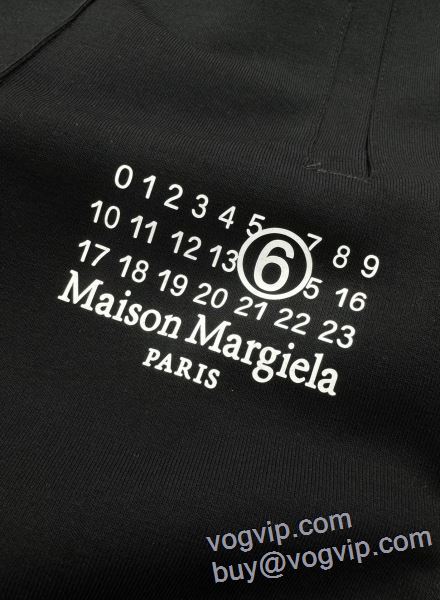 0 1 2 3 4 5 7 8 9
10 11 12 13 6 5 16
17 18 19 20 21 22 23
Maison Margiela
PARIS
vogvip.com
buy@vogvip.com